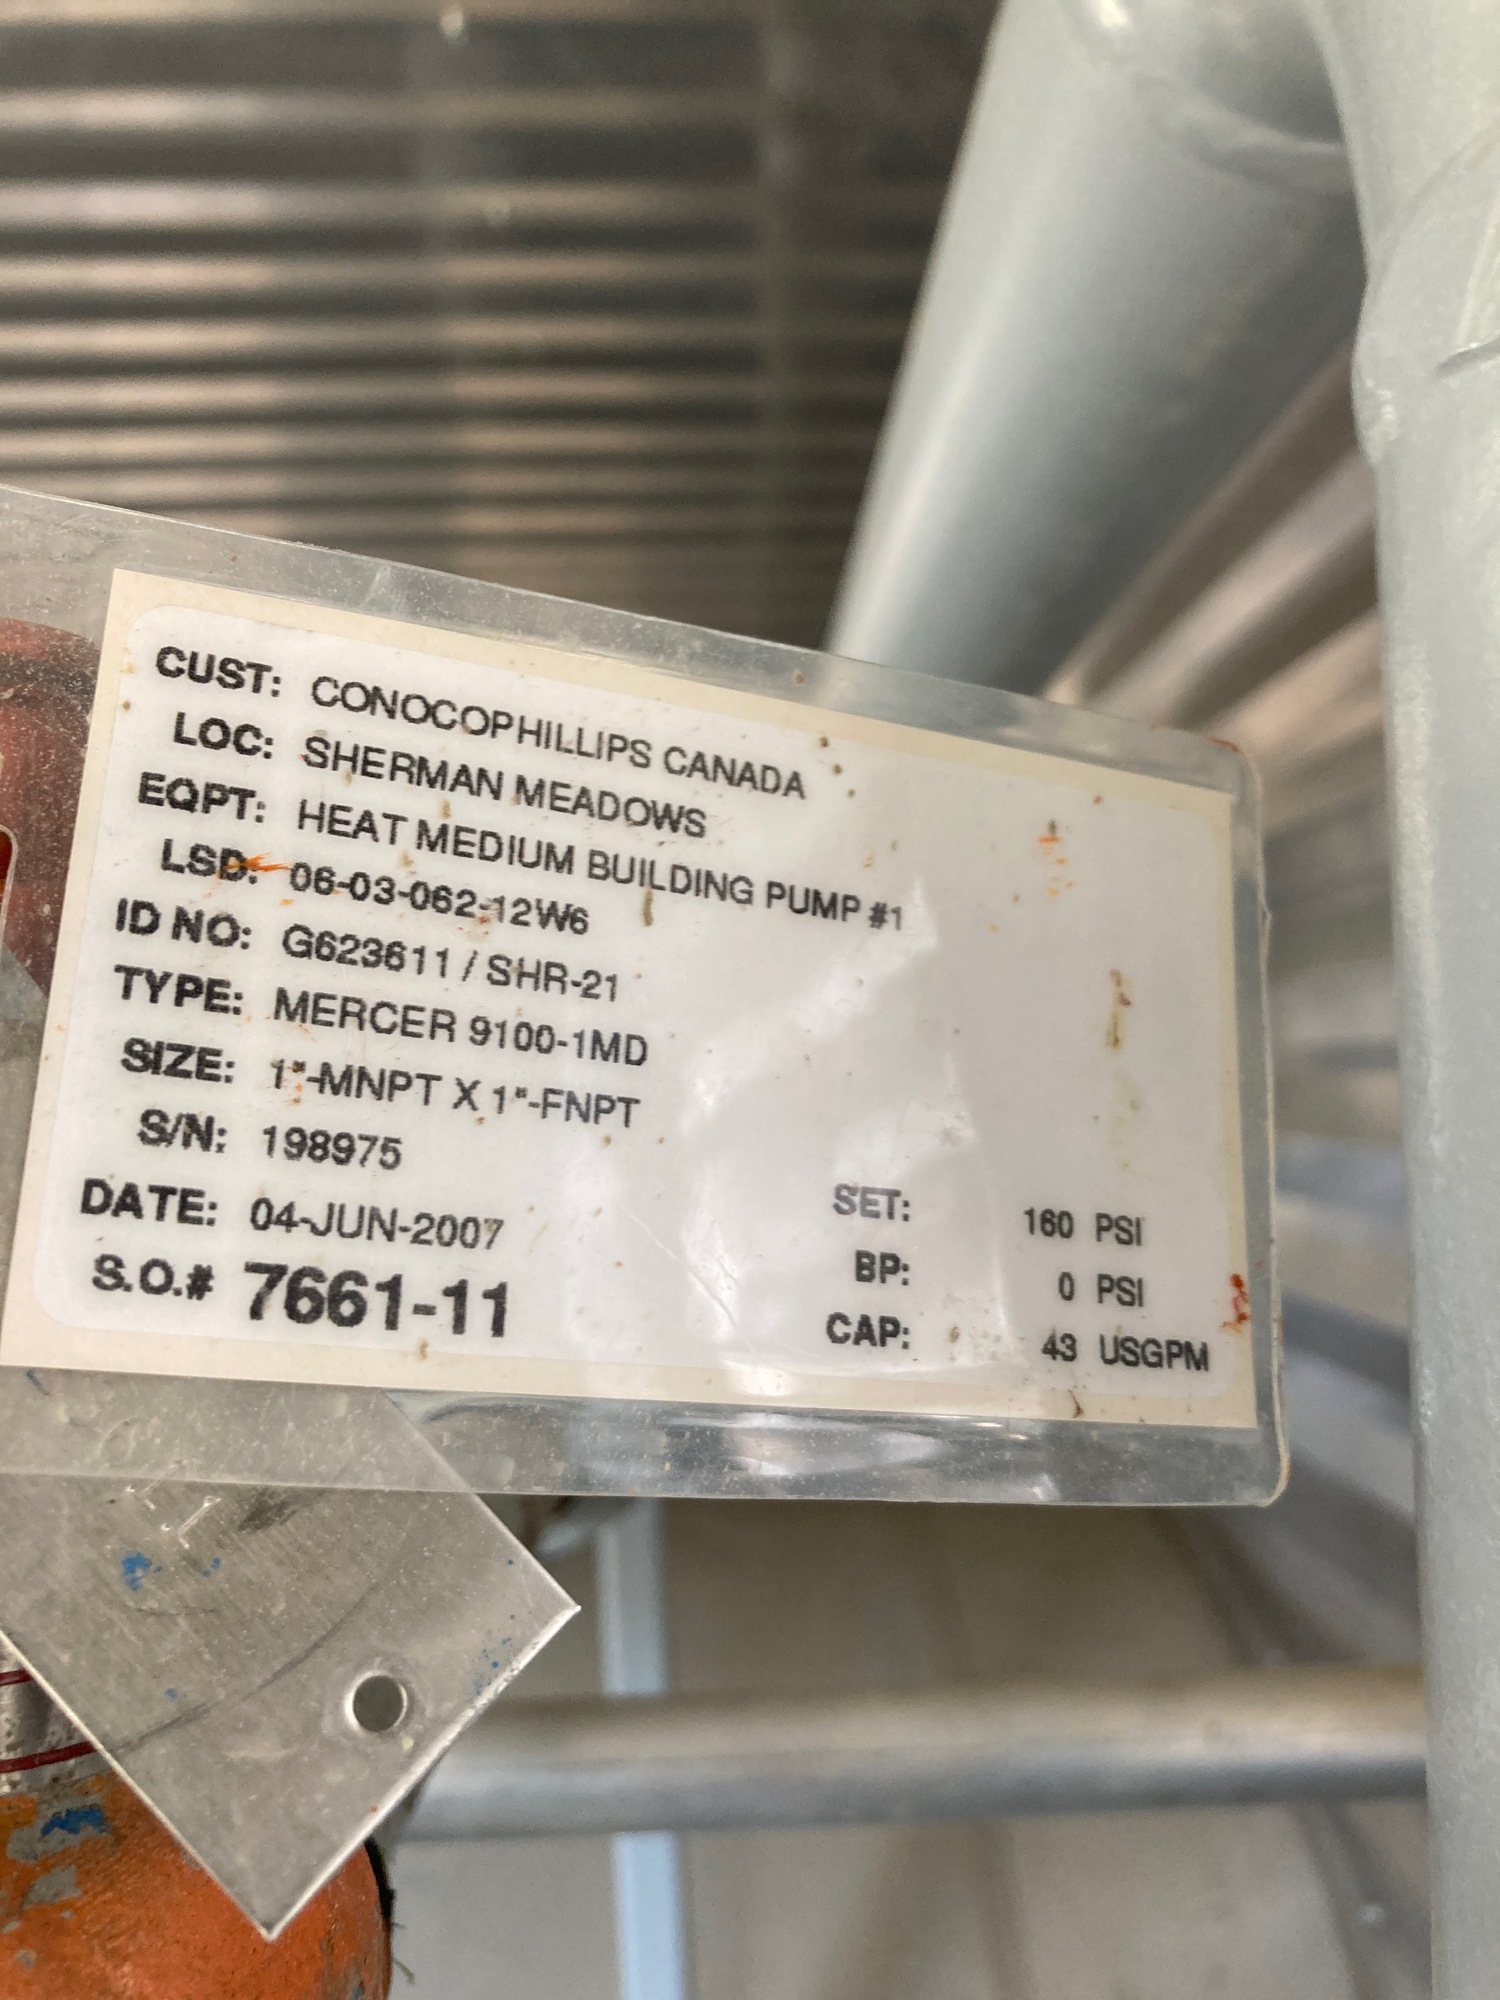 CUST: CONOCOPHILLIPS CANADA
LOC: SHERMAN MEADOWS
EQPT: HEAT MEDIUM BUILDING PUMP #1
LSD: 06-03-062-12W6
ID NO: G623611 / SHR-21
TYPE: MERCER 9100-1MD
SIZE: 1"-MNPT X 1"-FNPT
S/N: 198975
DATE: 04-JUN-2007
S.O.# 7661-11
SET: 160 PSI
BP: 0 PSI
CAP: 43 USGPM